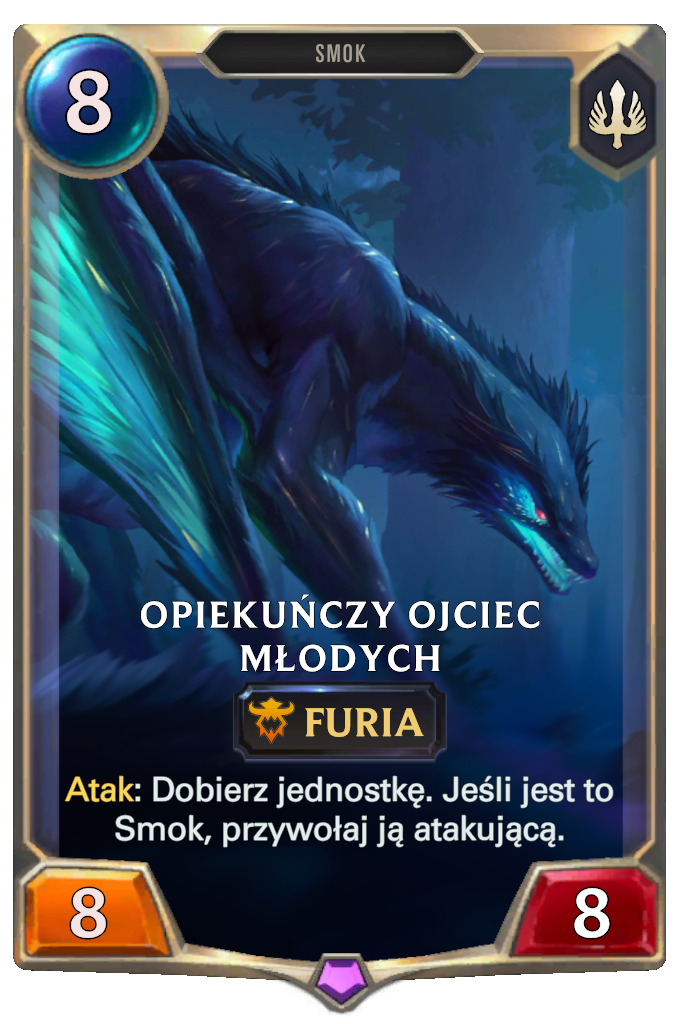 SMOK
8
OPIEKUŃCZY OJCIEC
MŁODYCH
FURIA
Atak: Dobierz jednostkę. Jeśli jest to
Smok, przywołaj ją atakującą.
8
8